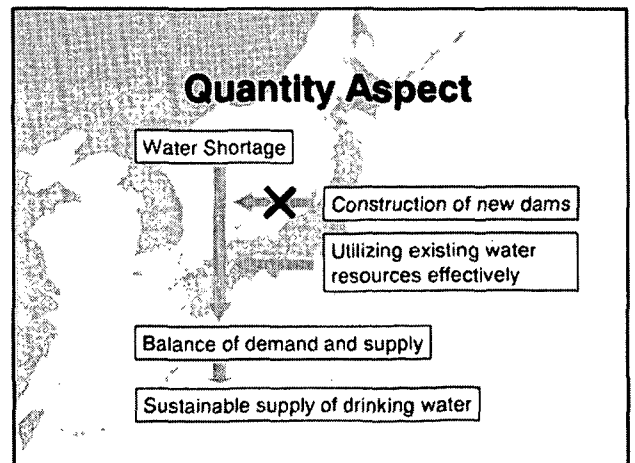 Quantity Aspect
Water Shortage
Construction of new dams
Utilizing existing water
resources effectively
Balance of demand and supply
Sustainable supply of drinking water